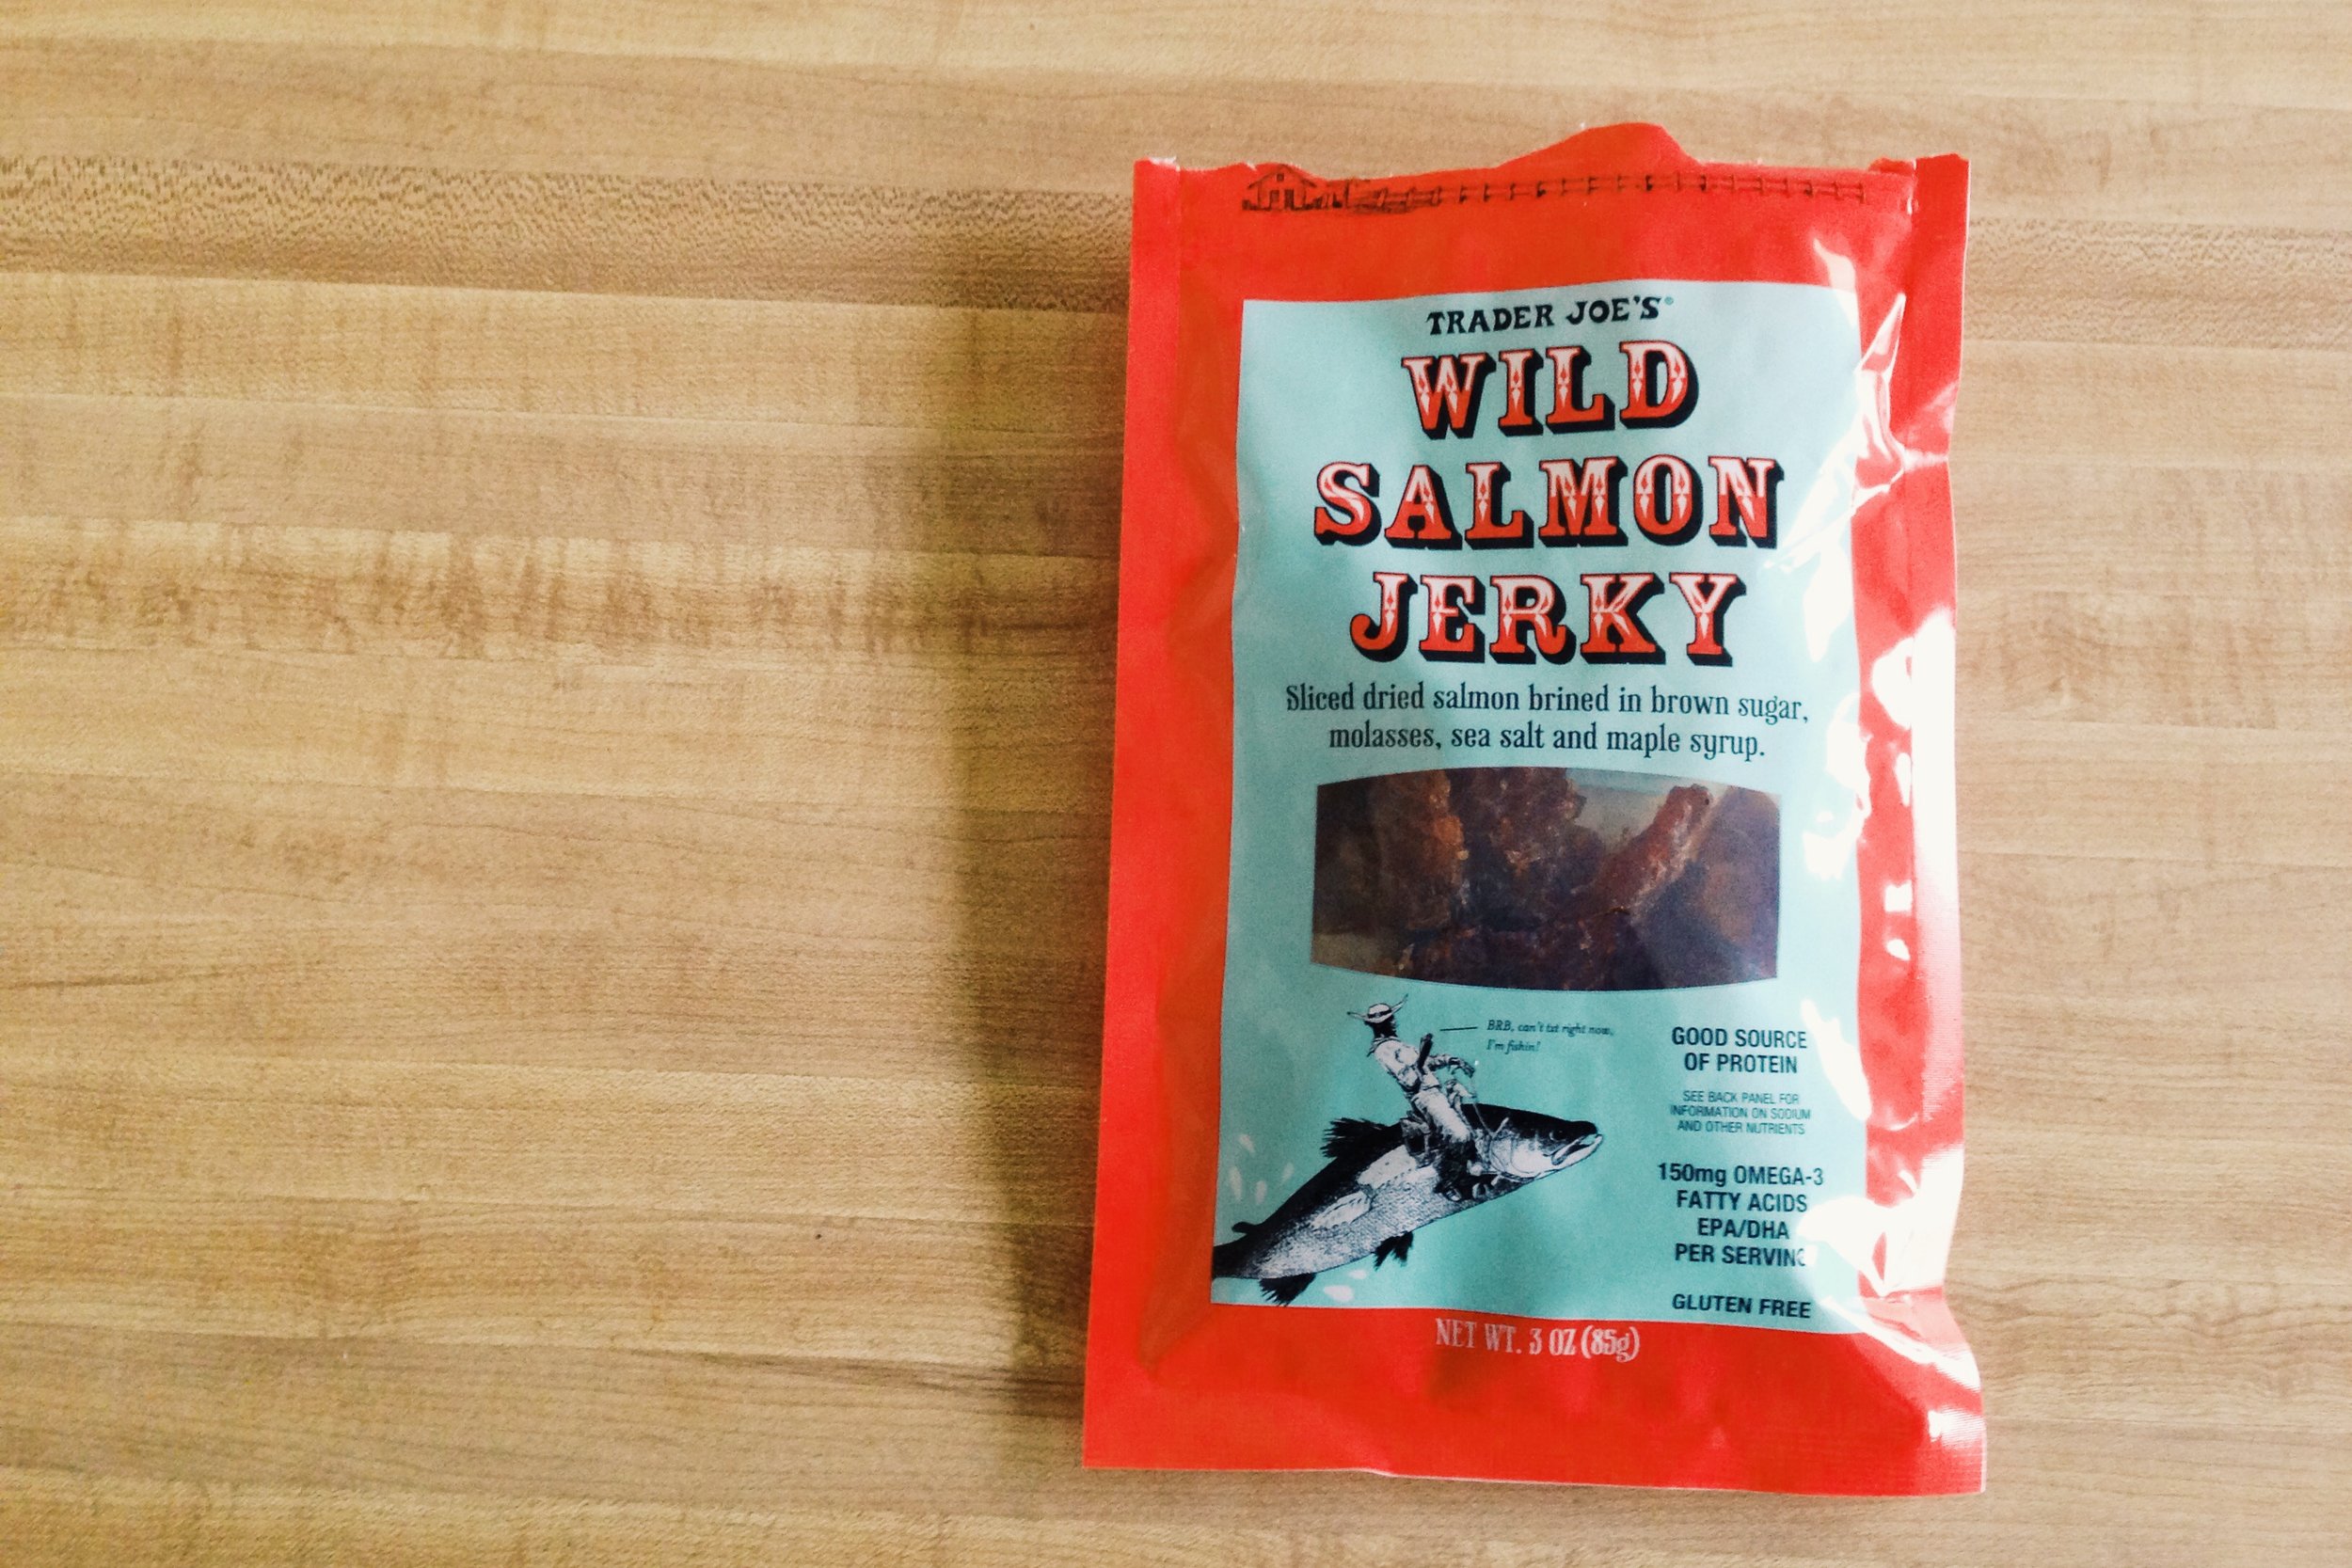 TRADER JOE'S®
WILD
SALMON
JERKY
Sliced dried salmon brined in brown sugar,
molasses, sea salt and maple syrup.
BRB, can't txt right now,
I'm fishin!
GOOD SOURCE
OF PROTEIN
SEE BACK PANEL FOR
INFORMATION ON SODIUM
AND OTHER NUTRIENTS
150mg OMEGA-3
FATTY ACIDS
EPA/DHA
PER SERVING
GLUTEN FREE
NET WT. 3 OZ (85g)